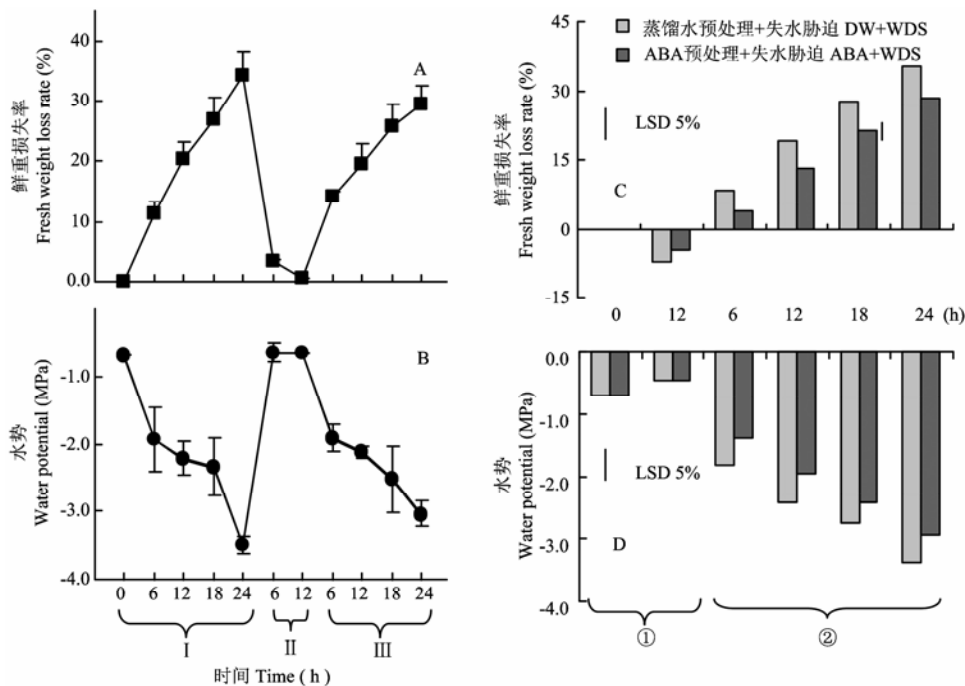 鲜重损失率
Fresh weight loss rate (%)
40
30
20
10
0.0
A
水势
Water potential (MPa)
-1.0
-2.0
-3.0
-4.0
B
0 6 12 18 24 6 12 6 12 18 24
Ⅰ Ⅱ Ⅲ
时间 Time ( h )
鲜重损失率
Fresh weight loss rate (%)
45
30
15
0
-15
蒸馏水预处理+失水胁迫 DW+WDS
ABA预处理+失水胁迫 ABA+WDS
LSD 5%
C
0 12 6 12 18 24 (h)
水势
Water potential (MPa)
0.0
-1.0
-2.0
-3.0
-4.0
LSD 5%
D
① ②